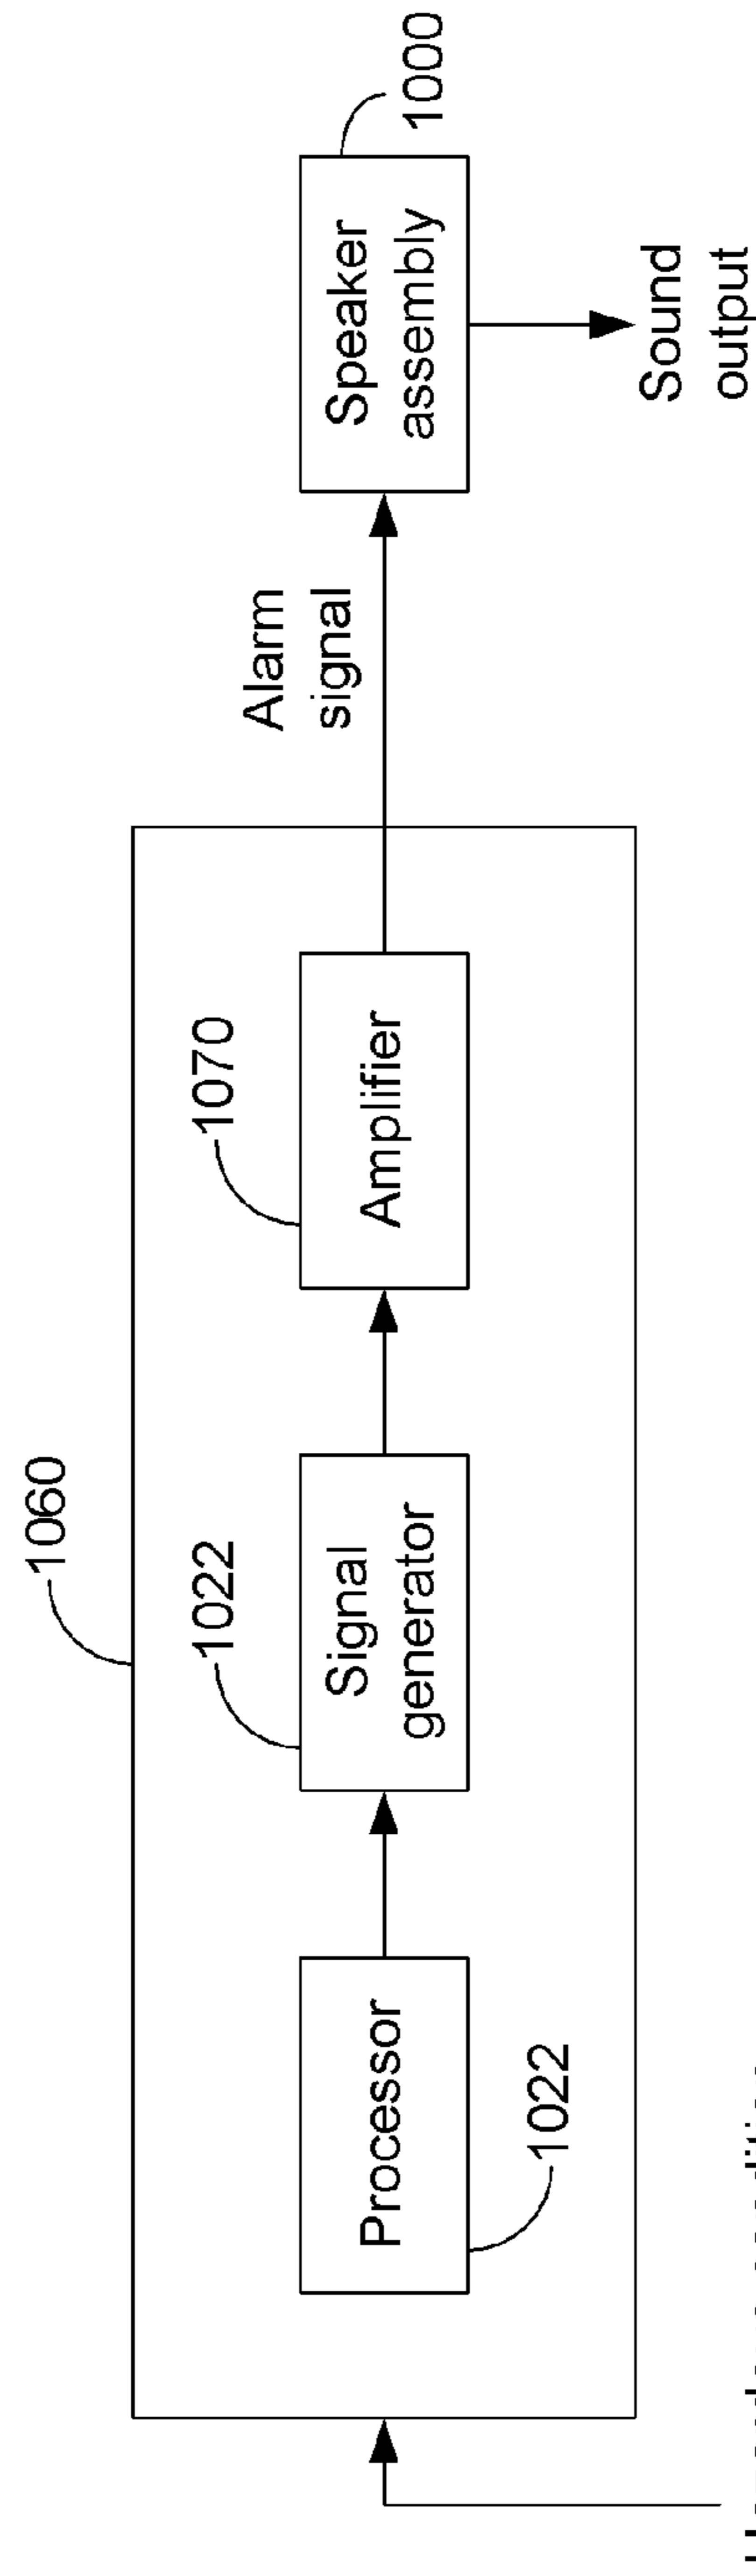 1060
1022
1070
Processor
Signal
generator
Amplifier
Alarm
signal
Speaker
assembly
1000
1022
Sound
output